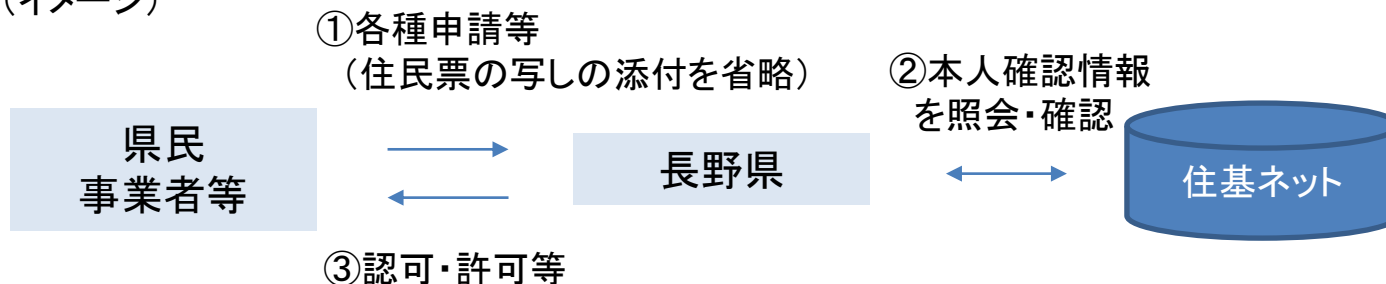 (イメージ)
①各種申請等
（住民票の写しの添付を省略）
②本人確認情報
を照会・確認
県民
事業者等
長野県
住基ネット
③認可・許可等